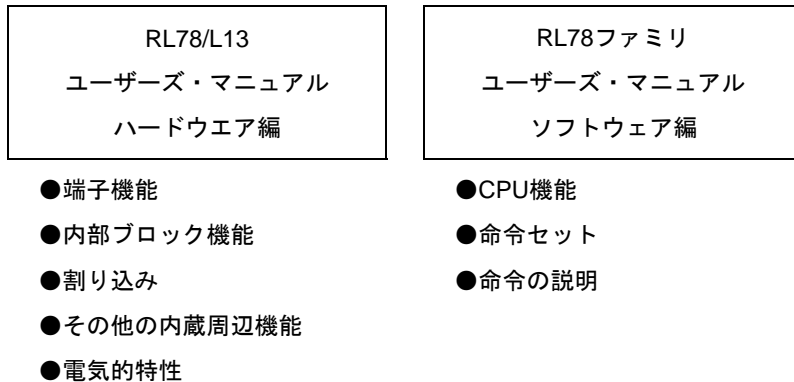 RL78/L13
ユーザーズ・マニュアル
ハードウエア編
●端子機能
●内部ブロック機能
●割り込み
●その他の内蔵周辺機能
●電気的特性
RL78ファミリ
ユーザーズ・マニュアル
ソフトウェア編
●CPU機能
●命令セット
●命令の説明